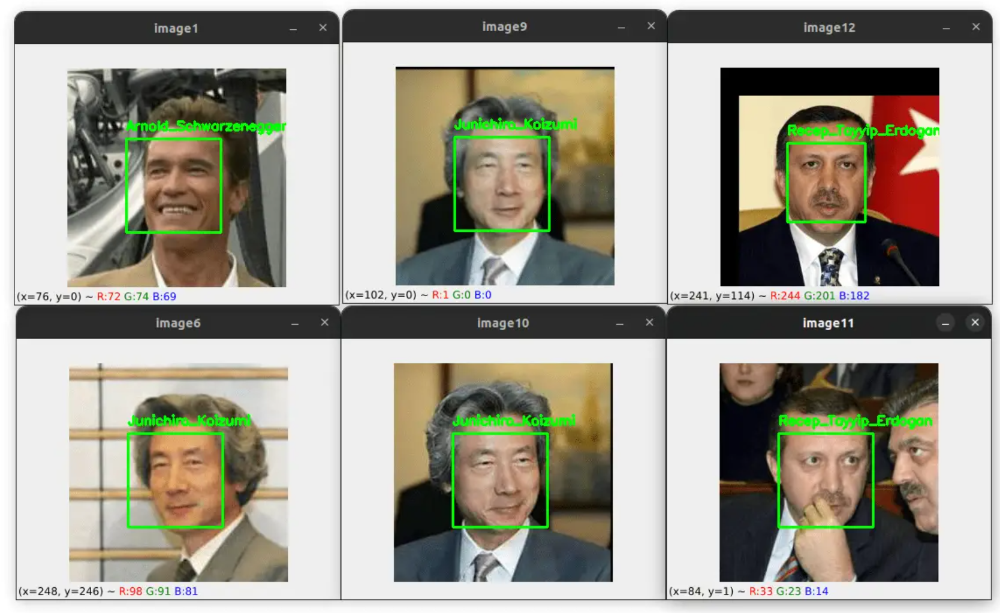 image1
image9
image12
Arnold_Schwarzenegger
Junichiro_Koizumi
Recep_Tayyip_Erdogan
(x=76, y=0) ~ R:72 G:74 B:69
(x=102, y=0) ~ R:1 G:0 B:0
(x=241, y=114) ~ R:244 G:201 B:182
image6
image10
image11
Junichiro_Koizumi
Junichiro_Koizumi
Recep_Tayyip_Erdogan
(x=248, y=246) ~ R:98 G:91 B:81
(x=84, y=1) ~ R:33 G:23 B:14